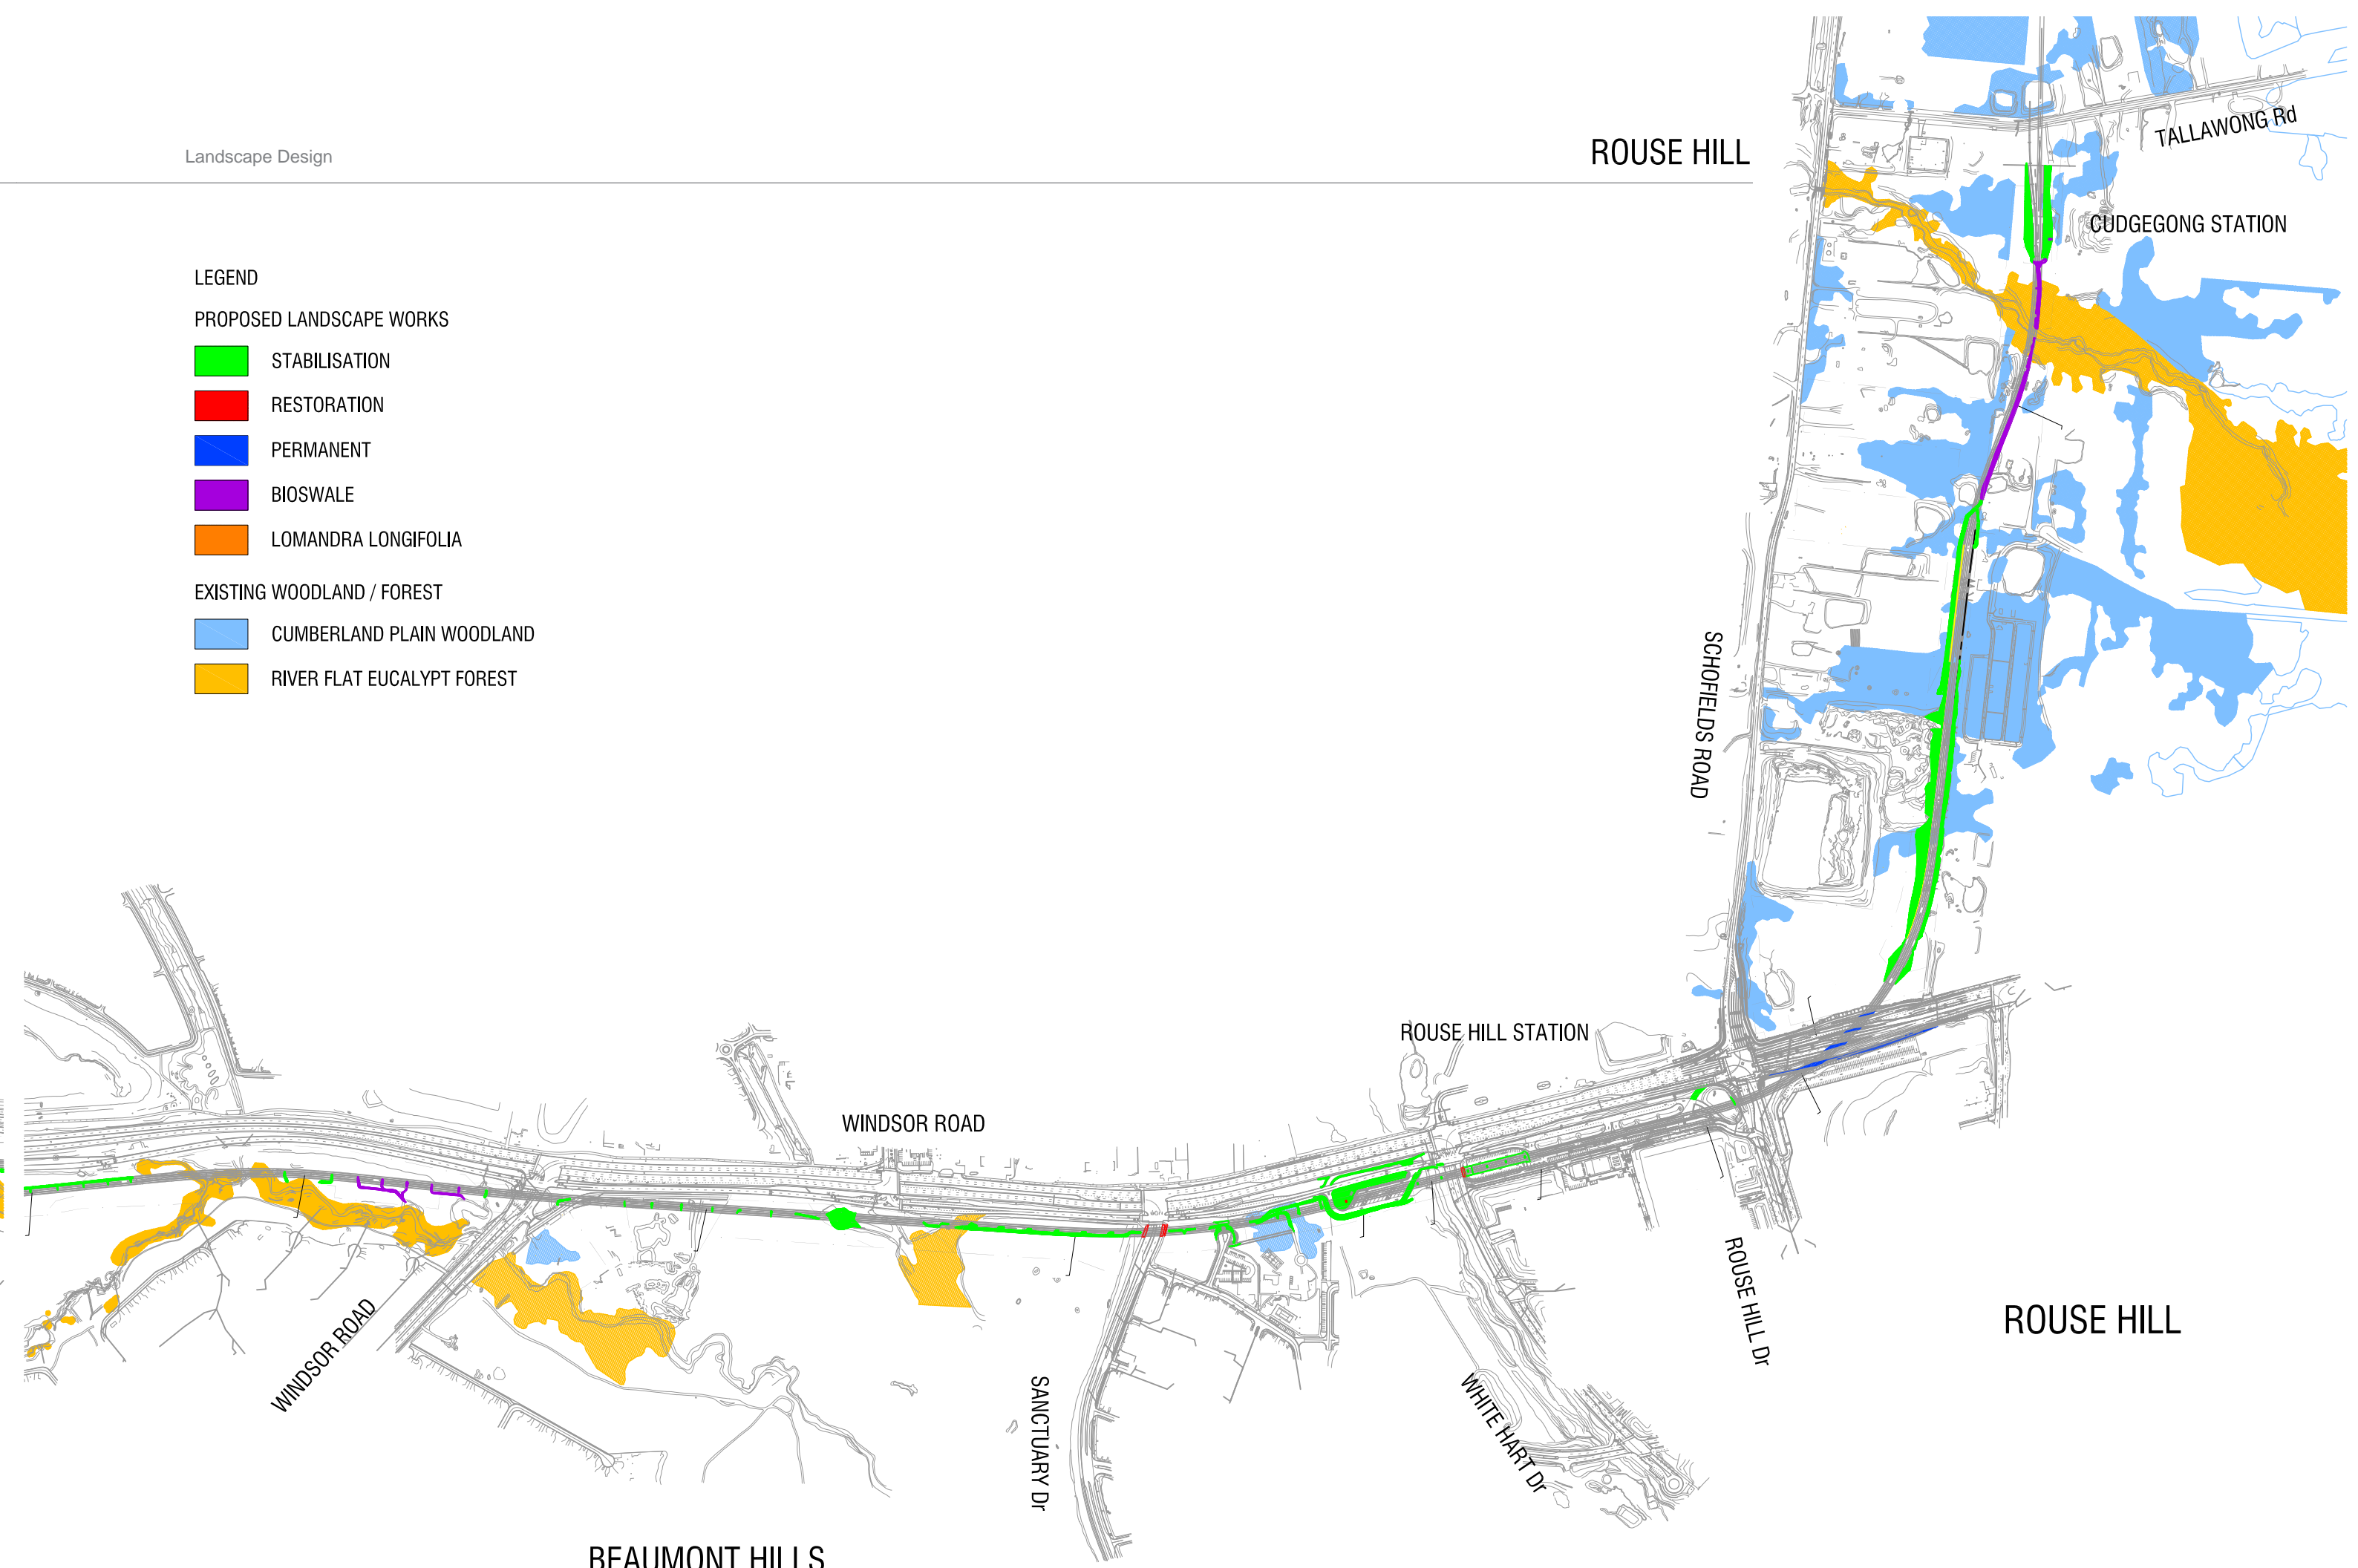 Landscape Design
ROUSE HILL
TALLAWONG Rd
CUDGEGONG STATION
LEGEND
PROPOSED LANDSCAPE WORKS
STABILISATION
RESTORATION
PERMANENT
BIOSWALE
LOMANDRA LONGIFOLIA
EXISTING WOODLAND / FOREST
CUMBERLAND PLAIN WOODLAND
RIVER FLAT EUCALYPT FOREST
SCHOFIELDS ROAD
ROUSE HILL STATION
WINDSOR ROAD
WINDSOR ROAD
SANCTUARY Dr
WHITE HART Dr
ROUSE HILL Dr
ROUSE HILL
BEAUMONT HILLS